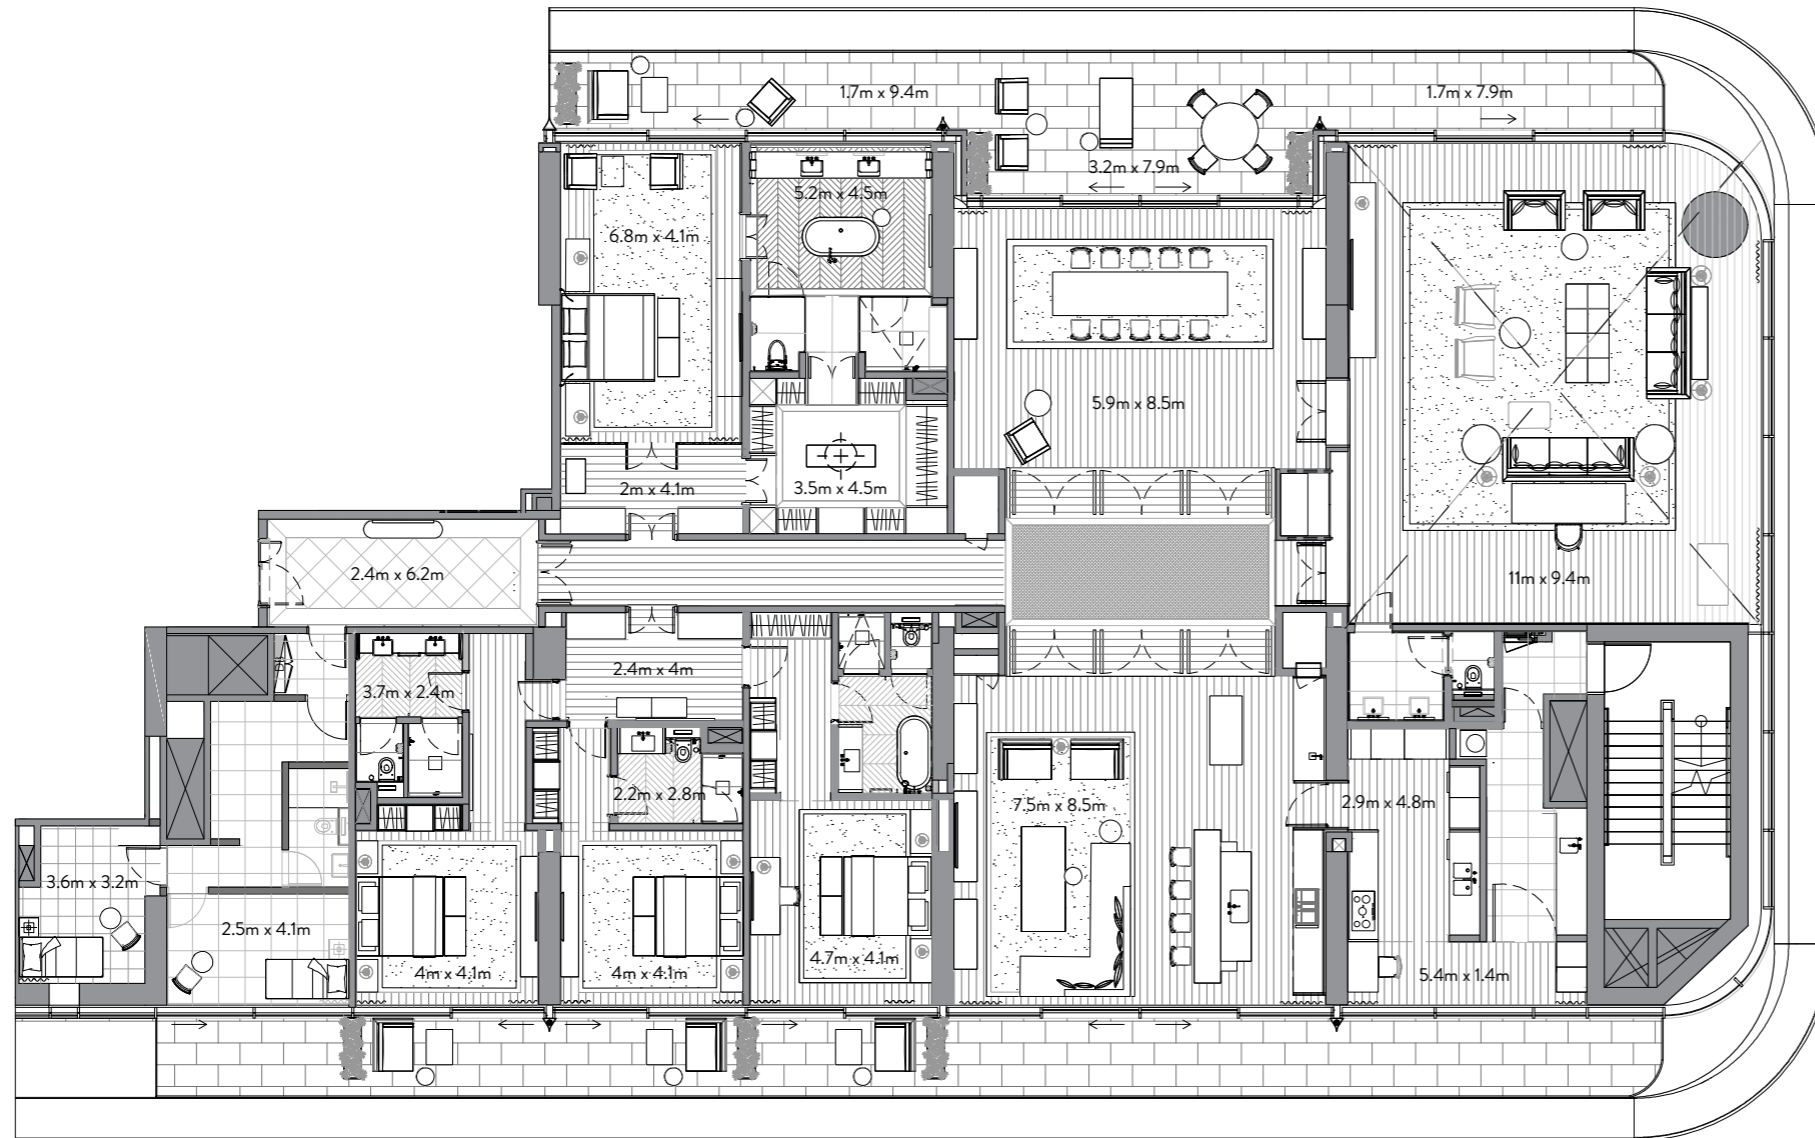 1.7m x 9.4m
1.7m x 7.9m
3.2m x 7.9m
5.2m x 4.5m
6.8m x 4.1m
5.9m x 8.5m
2m x 4.1m
3.5m x 4.5m
2.4m x 6.2m
11m x 9.4m
2.4m x 4m
3.7m x 2.4m
2.2m x 2.8m
7.5m x 8.5m
2.9m x 4.8m
3.6m x 3.2m
2.5m x 4.1m
4m x 4.1m
4m x 4.1m
4.7m x 4.1m
5.4m x 1.4m